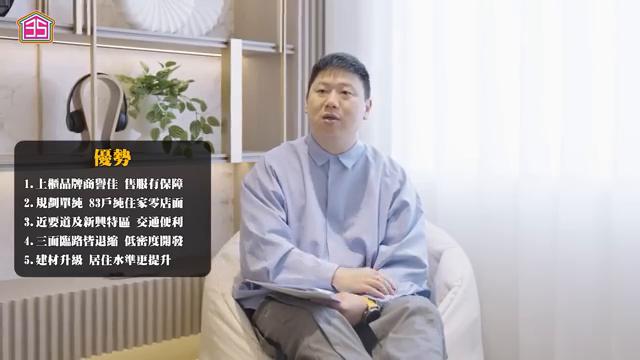 35
優勢
1.上櫃品牌商譽佳 售服有保障
2.規劃單純 83戶純住家零店面
3.近要道及新興特區 交通便利
4.三面臨路皆退縮 低密度開發
5.建材升級 居住水準更提升